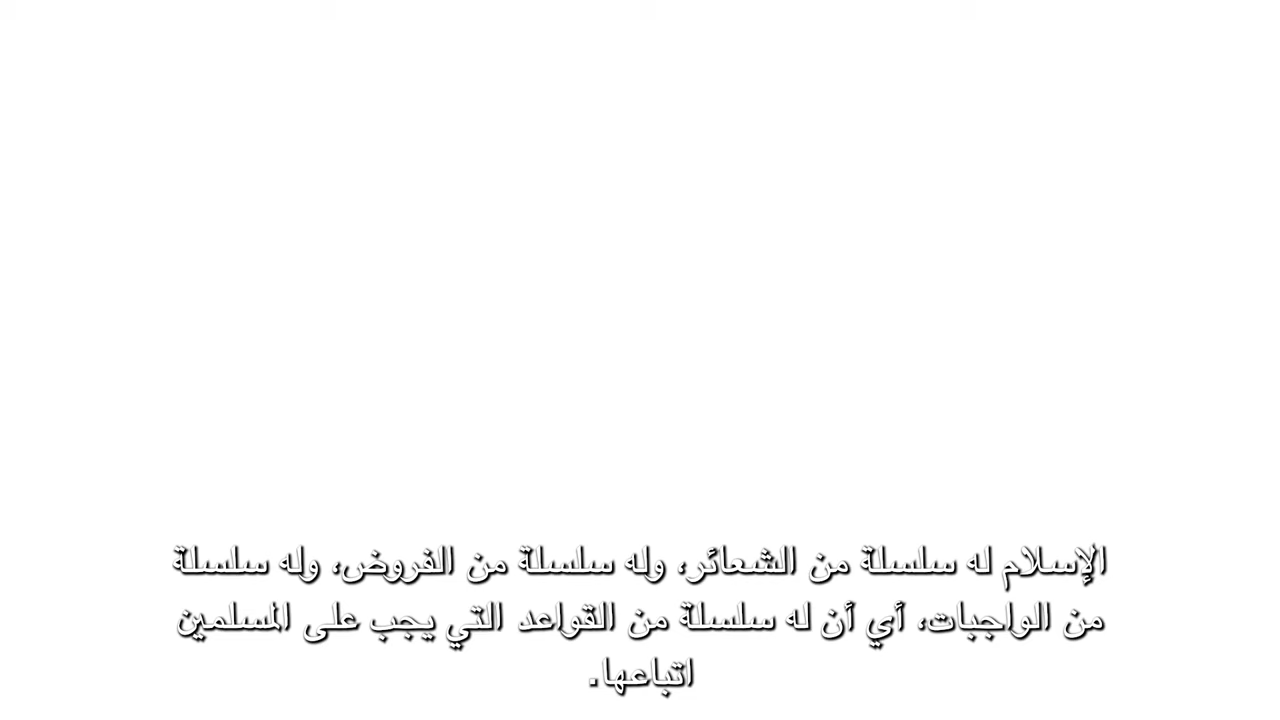 الإسلام له سلسلة من الشعائر، وله سلسلة من الفروض، وله سلسلة
من الواجبات، أي أن له سلسلة من القواعد التي يجب على المسلمين
اتباعها.